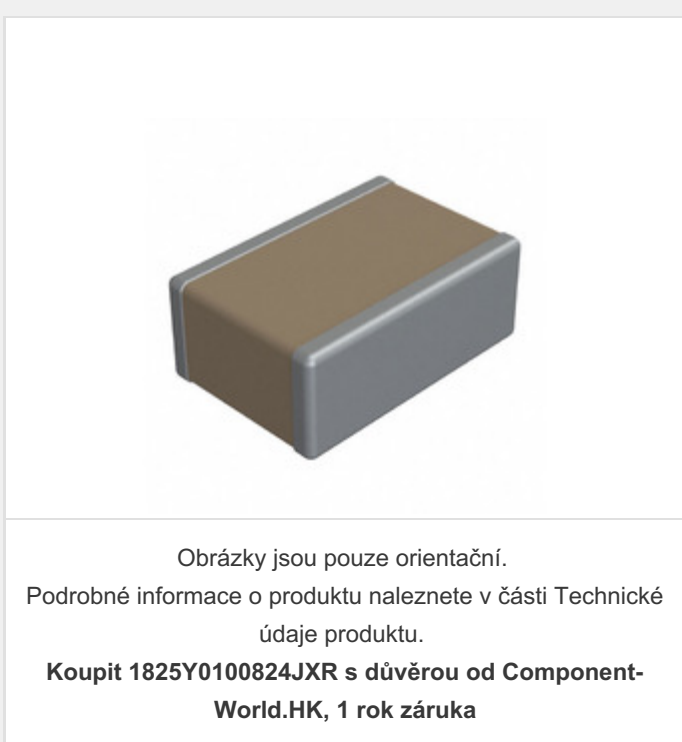 Obrázky jsou pouze orientační.
Podrobné informace o produktu naleznete v části Technické
údaje produktu.
Koupit 1825Y0100824JXR s důvěrou od Component-
World.HK, 1 rok záruka